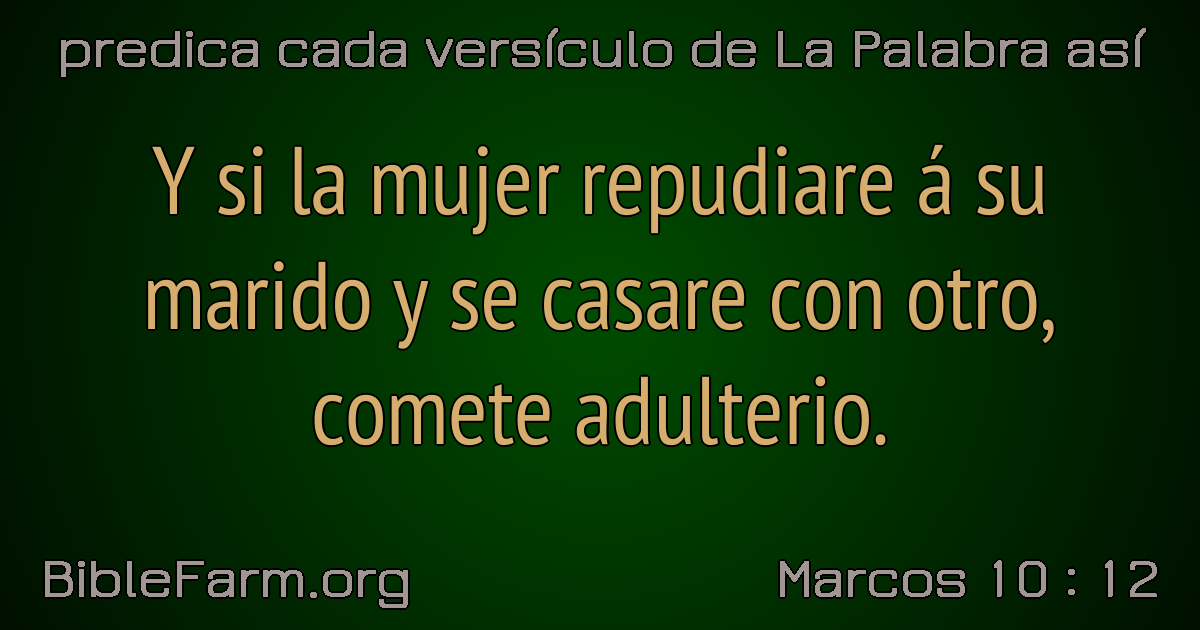 predica cada versículo de La Palabra así
Y si la mujer repudiare á su
marido y se casare con otro,
comete adulterio.
BibleFarm.org
Marcos 10 : 12